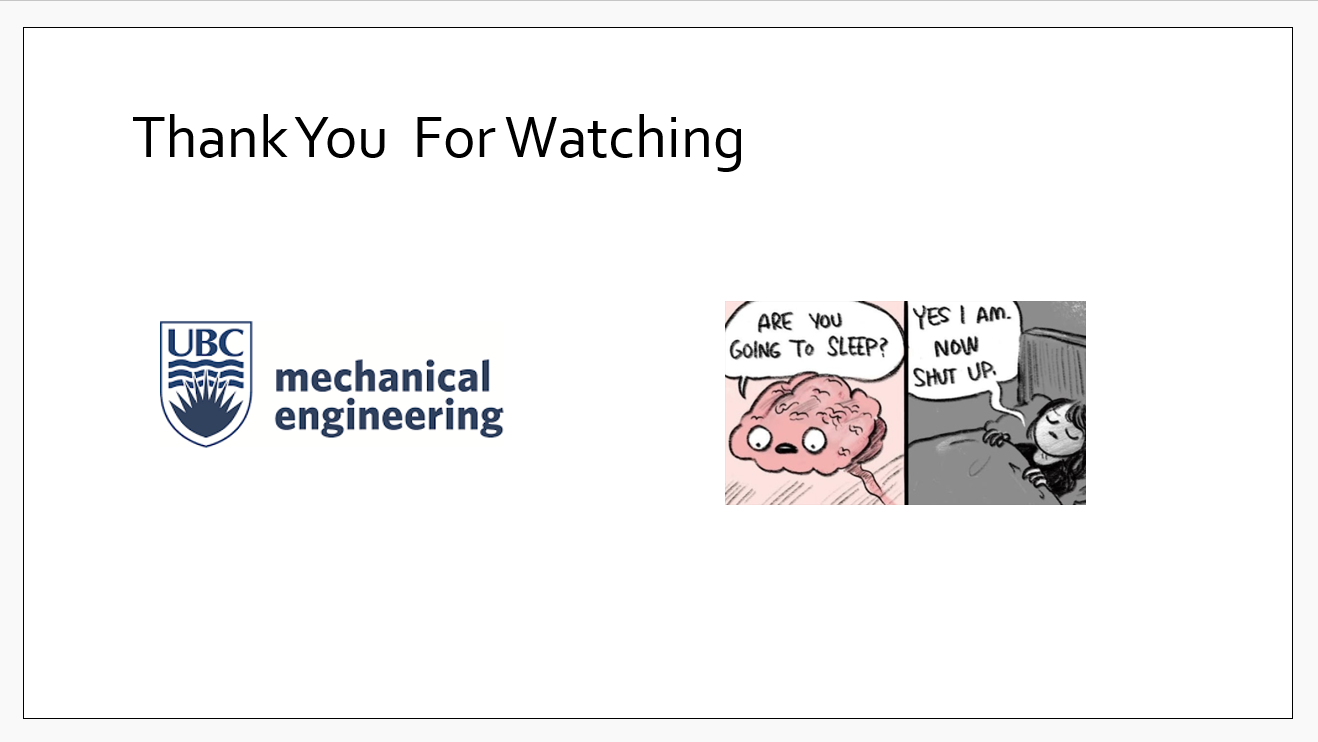 Thank You For Watching
UBC
mechanical
engineering
ARE YOU
GOING TO SLEEP?
YES I AM.
NOW
SHUT UP.